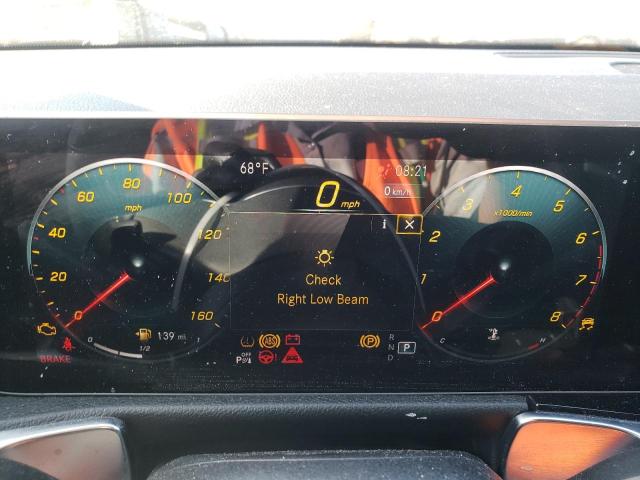 68°F
08:21
0 km/h
0 mph
0 20 40 60 80 100 120 140 160
mph
0 1 2 3 4 5 6 7 8
x1000/min
i ×
Check
Right Low Beam
BRAKE
0 1/2
139 mi
ABS
OFF
P
P
R
N
D
P
C H